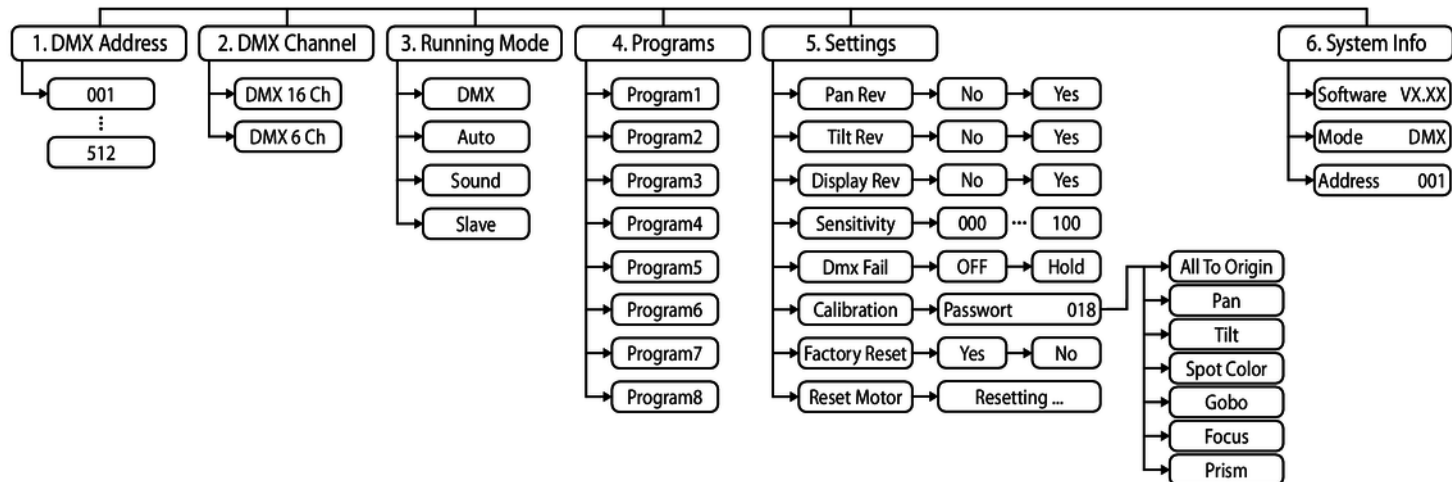 1. DMX Address
001
⋮
512
2. DMX Channel
DMX 16 Ch
DMX 6 Ch
3. Running Mode
DMX
Auto
Sound
Slave
4. Programs
Program1
Program2
Program3
Program4
Program5
Program6
Program7
Program8
5. Settings
Pan Rev No Yes
Tilt Rev No Yes
Display Rev No Yes
Sensitivity 000 ... 100
Dmx Fail OFF Hold
Calibration Passwort 018
All To Origin
Pan
Tilt
Spot Color
Gobo
Focus
Prism
Factory Reset Yes No
Reset Motor Resetting ...
6. System Info
Software VX.XX
Mode DMX
Address 001